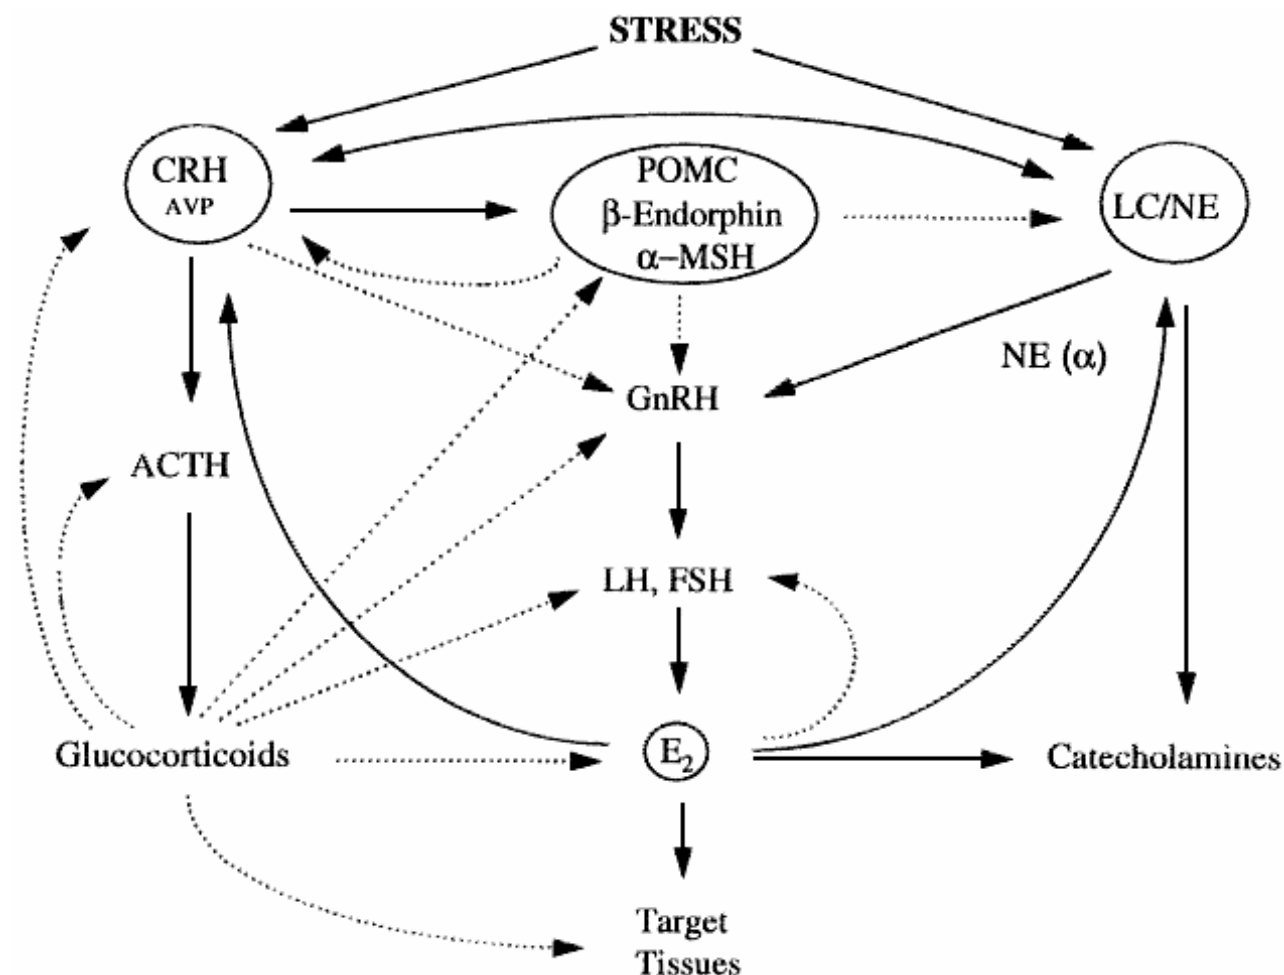 STRESS
CRH
AVP
POMC
β-Endorphin
α-MSH
LC/NE
NE (α)
GnRH
ACTH
LH, FSH
Glucocorticoids
E₂
Catecholamines
Target
Tissues